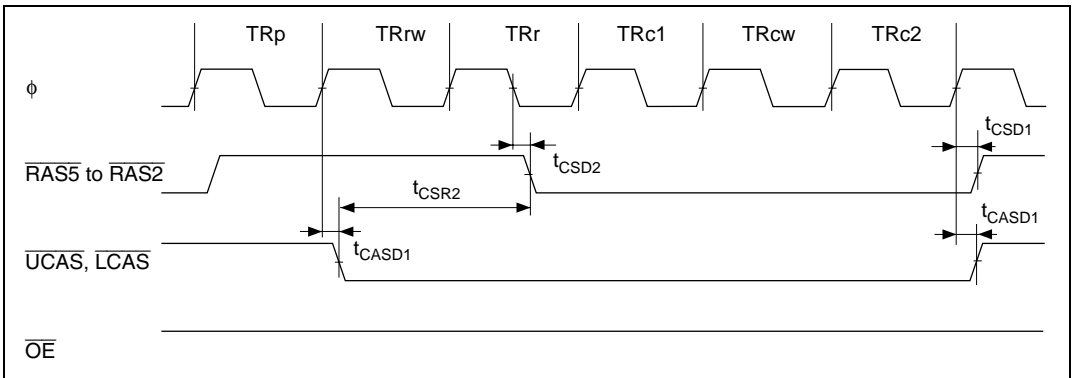 TRp TRrw TRr TRc1 TRcw TRc2
ϕ
tCSD1
RAS5 to RAS2
tCSD2
tCSR2
tCASD1
tCASD1
UCAS, LCAS
OE